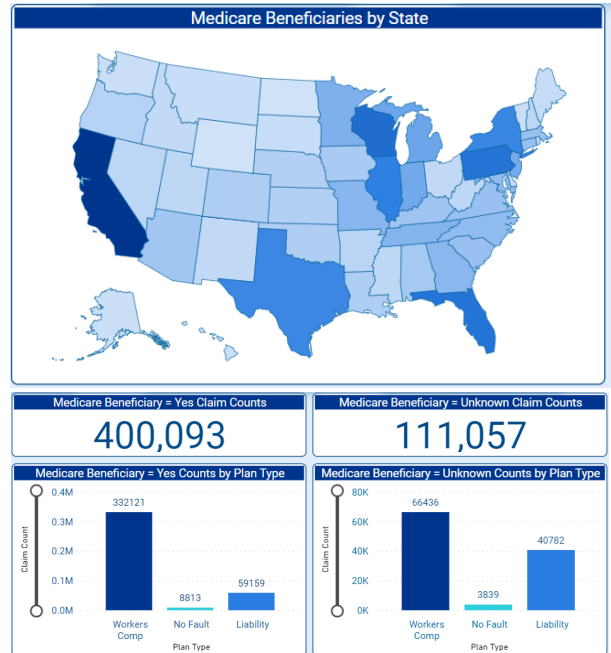 Medicare Beneficiaries by State
Medicare Beneficiary = Yes Claim Counts
400,093
Medicare Beneficiary = Unknown Claim Counts
111,057
Medicare Beneficiary = Yes Counts by Plan Type
Claim Count
0.4M
0.3M
0.2M
0.1M
0.0M
332121
8813
59159
Workers
Comp
No Fault
Liability
Plan Type
Medicare Beneficiary = Unknown Counts by Plan Type
Claim Count
80K
60K
40K
20K
0K
66436
3839
40782
Workers
Comp
No Fault
Liability
Plan Type